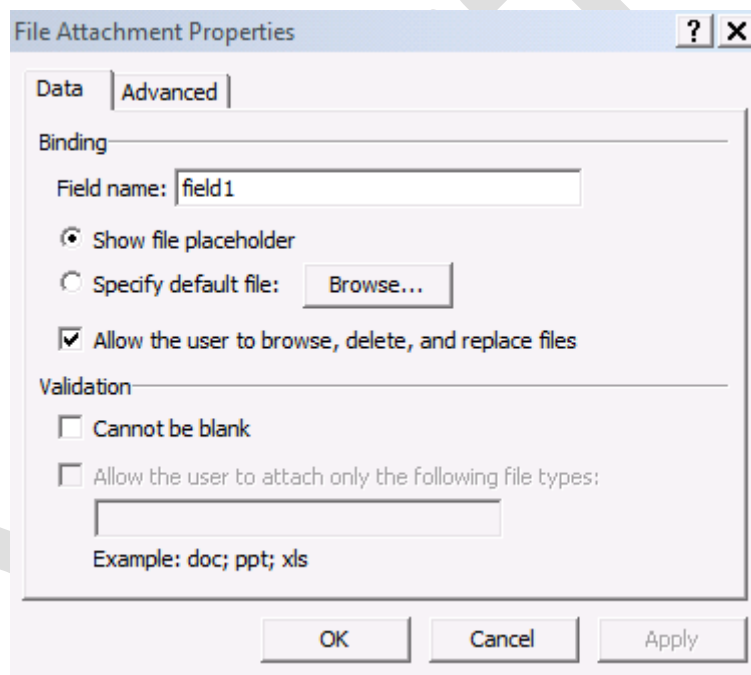 File Attachment Properties
Data Advanced
Binding
Field name: field1
Show file placeholder
Specify default file: Browse...
Allow the user to browse, delete, and replace files
Validation
Cannot be blank
Allow the user to attach only the following file types:
Example: doc; ppt; xls
OK Cancel Apply